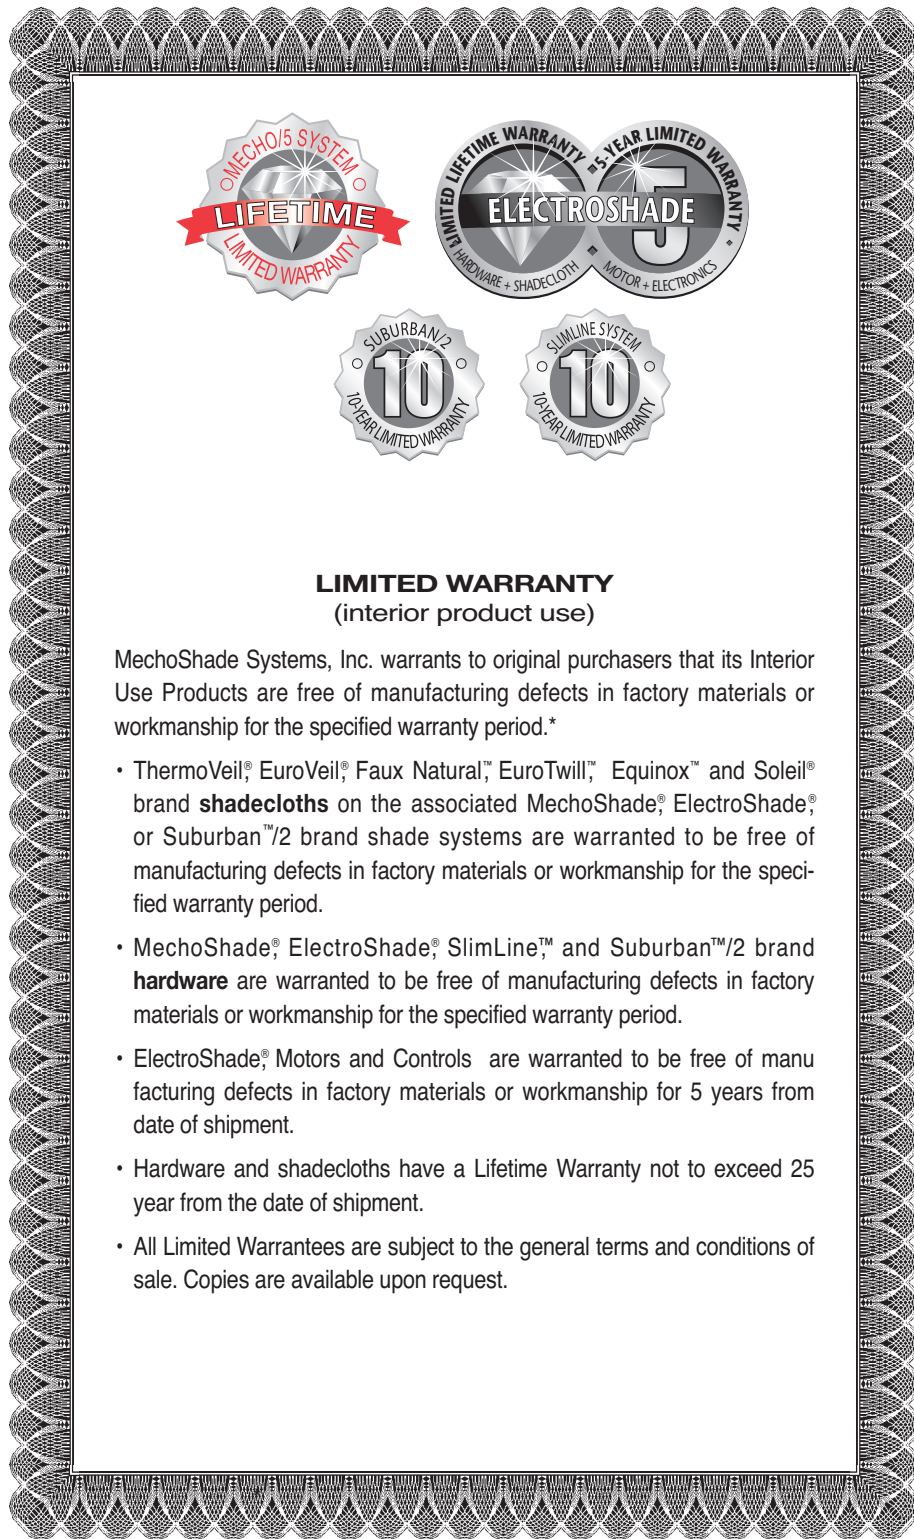 MECHO/5 SYSTEM
LIFETIME
LIMITED WARRANTY
LIMITED LIFETIME WARRANTY
5-YEAR LIMITED WARRANTY
5
ELECTROSHADE
HARDWARE + SHADECLOTH
MOTOR + ELECTRONICS
SUBURBAN/2
10
10-YEAR LIMITED WARRANTY
SLIMLINE SYSTEM
10
10-YEAR LIMITED WARRANTY
LIMITED WARRANTY
(interior product use)
MechoShade Systems, Inc. warrants to original purchasers that its Interior
Use Products are free of manufacturing defects in factory materials or
workmanship for the specified warranty period.*
• ThermoVeil®, EuroVeil®, Faux Natural™, EuroTwill™, Equinox™ and Soleil®
brand shadecloths on the associated MechoShade®, ElectroShade®,
or Suburban™/2 brand shade systems are warranted to be free of
manufacturing defects in factory materials or workmanship for the speci-
fied warranty period.
• MechoShade®, ElectroShade®, SlimLine™, and Suburban™/2 brand
hardware are warranted to be free of manufacturing defects in factory
materials or workmanship for the specified warranty period.
• ElectroShade®, Motors and Controls are warranted to be free of manu
facturing defects in factory materials or workmanship for 5 years from
date of shipment.
• Hardware and shadecloths have a Lifetime Warranty not to exceed 25
year from the date of shipment.
• All Limited Warrantees are subject to the general terms and conditions of
sale. Copies are available upon request.